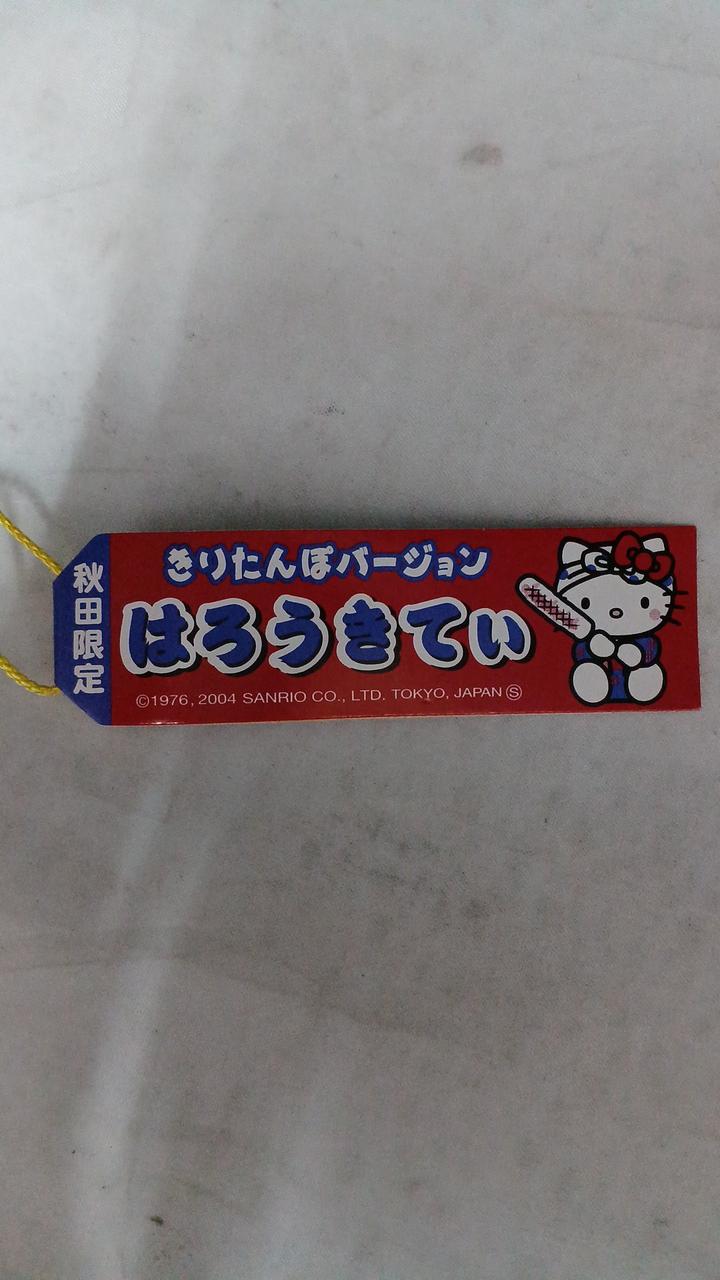 秋田限定
きりたんぽバージョン
はろうきてぃ
©1976, 2004 SANRIO CO., LTD. TOKYO, JAPAN Ⓢ